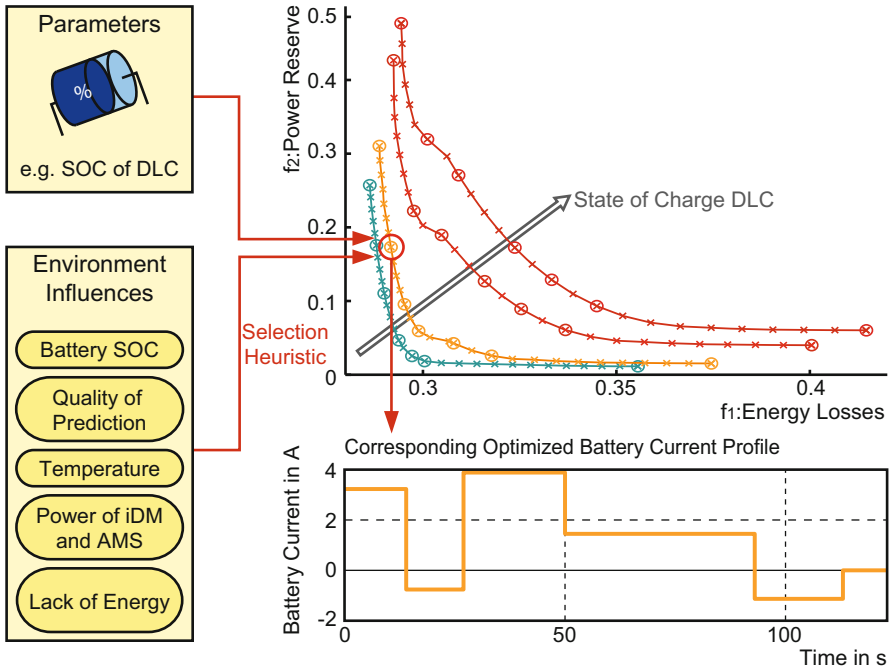 Parameters
%
e.g. SOC of DLC
Environment
Influences
Battery SOC
Quality of
Prediction
Temperature
Power of iDM
and AMS
Lack of Energy
Selection
Heuristic
f2:Power Reserve
0.5
0.4
0.3
0.2
0.1
0
State of Charge DLC
0.3
0.35
0.4
f1:Energy Losses
Corresponding Optimized Battery Current Profile
Battery Current in A
4
2
0
-2
0
50
100
Time in s